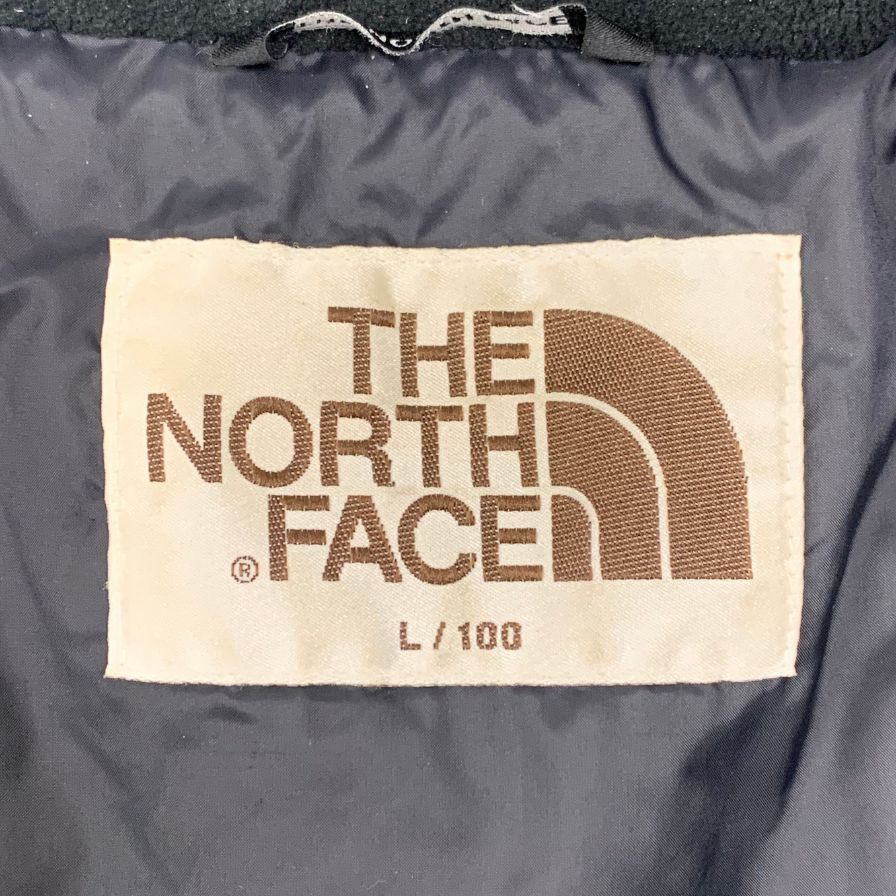 THE
NORTH
FACE
®
L / 100